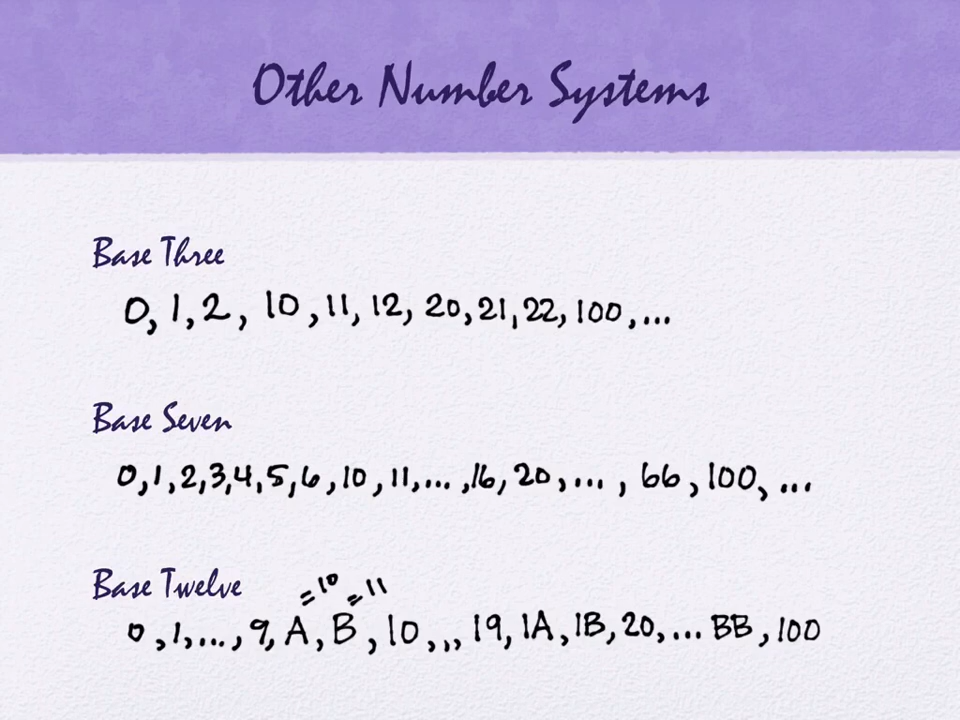 Other Number Systems
Base Three
0, 1, 2, 10, 11, 12, 20, 21, 22, 100, ...
Base Seven
0, 1, 2, 3, 4, 5, 6, 10, 11, ... , 16, 20, ... , 66, 100, ...
Base Twelve
=10 =11
0, 1, ..., 9, A, B, 10, ,, 19, 1A, 1B, 20, ... BB, 100